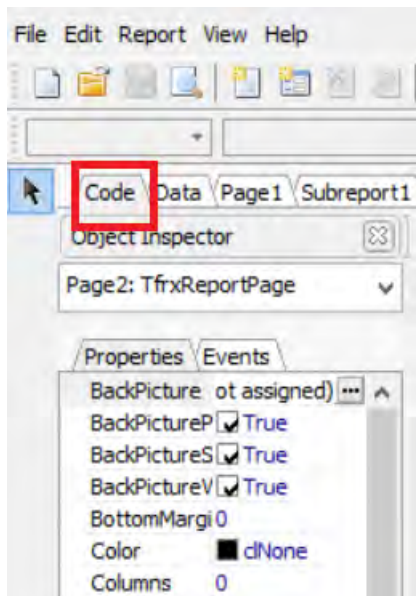 File Edit Report View Help
Code Data Page1 Subreport1
Object Inspector
Page2: TfrxReportPage
Properties Events
BackPicture ot assigned)
BackPictureP True
BackPictureS True
BackPictureV True
BottomMargi 0
Color clNone
Columns 0